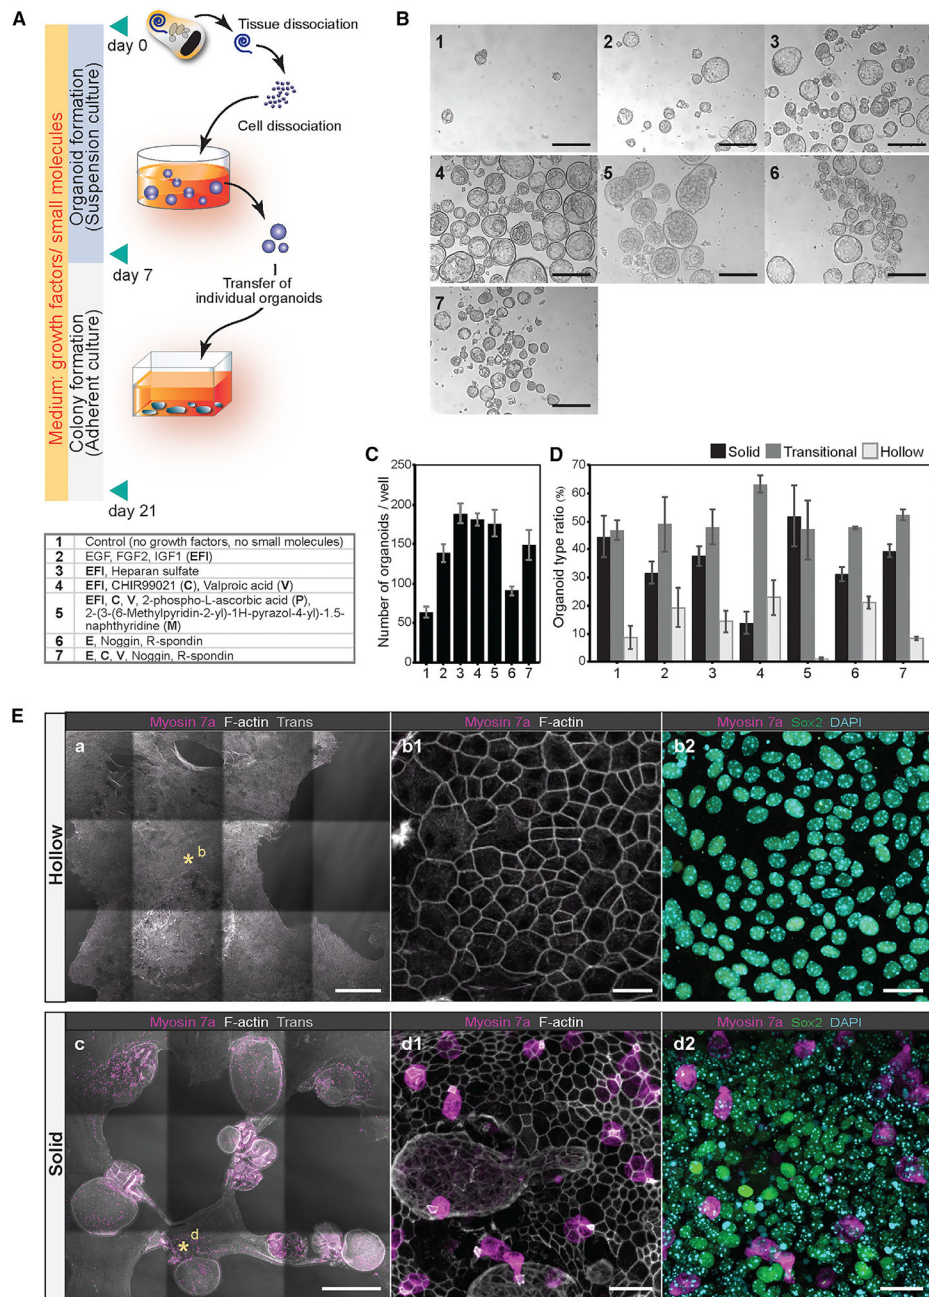 A
day 0
Tissue dissociation
Cell dissociation
Medium: growth factors/ small molecules
Organoid formation
(Suspension culture)
day 7
Transfer of
individual organoids
Colony formation
(Adherent culture)
day 21
1 Control (no growth factors, no small molecules)
2 EGF, FGF2, IGF1 (EFI)
3 EFI, Heparan sulfate
4 EFI, CHIR99021 (C), Valproic acid (V)
5 EFI, C, V, 2-phospho-L-ascorbic acid (P),
2-(3-(6-Methylpyridin-2-yl)-1H-pyrazol-4-yl)-1.5-
naphthyridine (M)
6 E, Noggin, R-spondin
7 E, C, V, Noggin, R-spondin
B
1
2
3
4
5
6
7
C
Number of organoids / well
250
200
150
100
50
0
1 2 3 4 5 6 7
D
Solid Transitional Hollow
Organoid type ratio (%)
70
60
50
40
30
20
10
0
1 2 3 4 5 6 7
E
Hollow
Myosin 7a F-actin Trans
a
b
Myosin 7a F-actin
b1
Myosin 7a Sox2 DAPI
b2
Solid
Myosin 7a F-actin Trans
c
d
Myosin 7a F-actin
d1
Myosin 7a Sox2 DAPI
d2